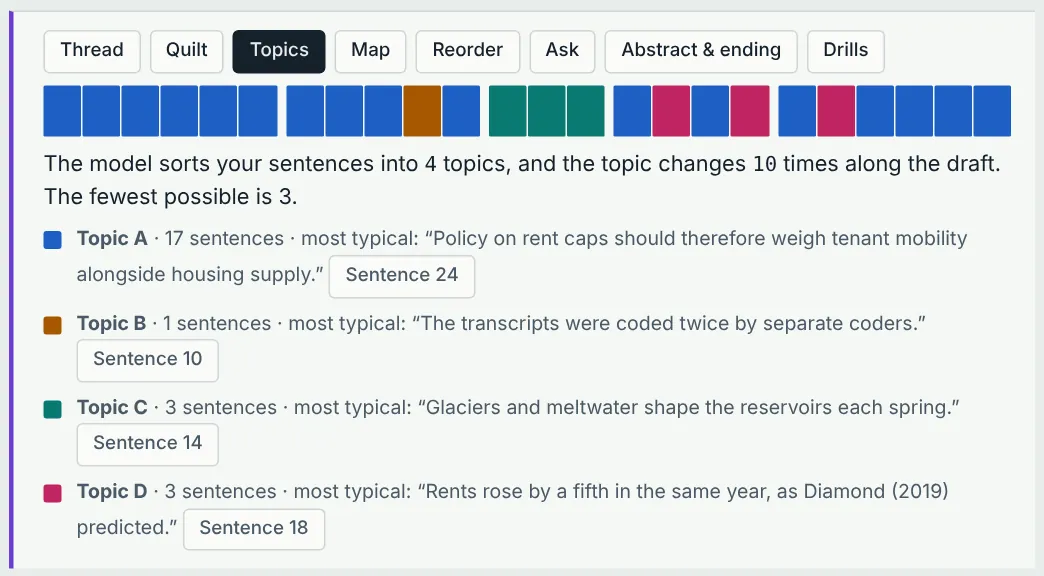 Thread Quilt Topics Map Reorder Ask Abstract & ending Drills
The model sorts your sentences into 4 topics, and the topic changes 10 times along the draft.
The fewest possible is 3.
Topic A · 17 sentences · most typical: “Policy on rent caps should therefore weigh tenant mobility
alongside housing supply.” Sentence 24
Topic B · 1 sentences · most typical: “The transcripts were coded twice by separate coders.”
Sentence 10
Topic C · 3 sentences · most typical: “Glaciers and meltwater shape the reservoirs each spring.”
Sentence 14
Topic D · 3 sentences · most typical: “Rents rose by a fifth in the same year, as Diamond (2019)
predicted.” Sentence 18